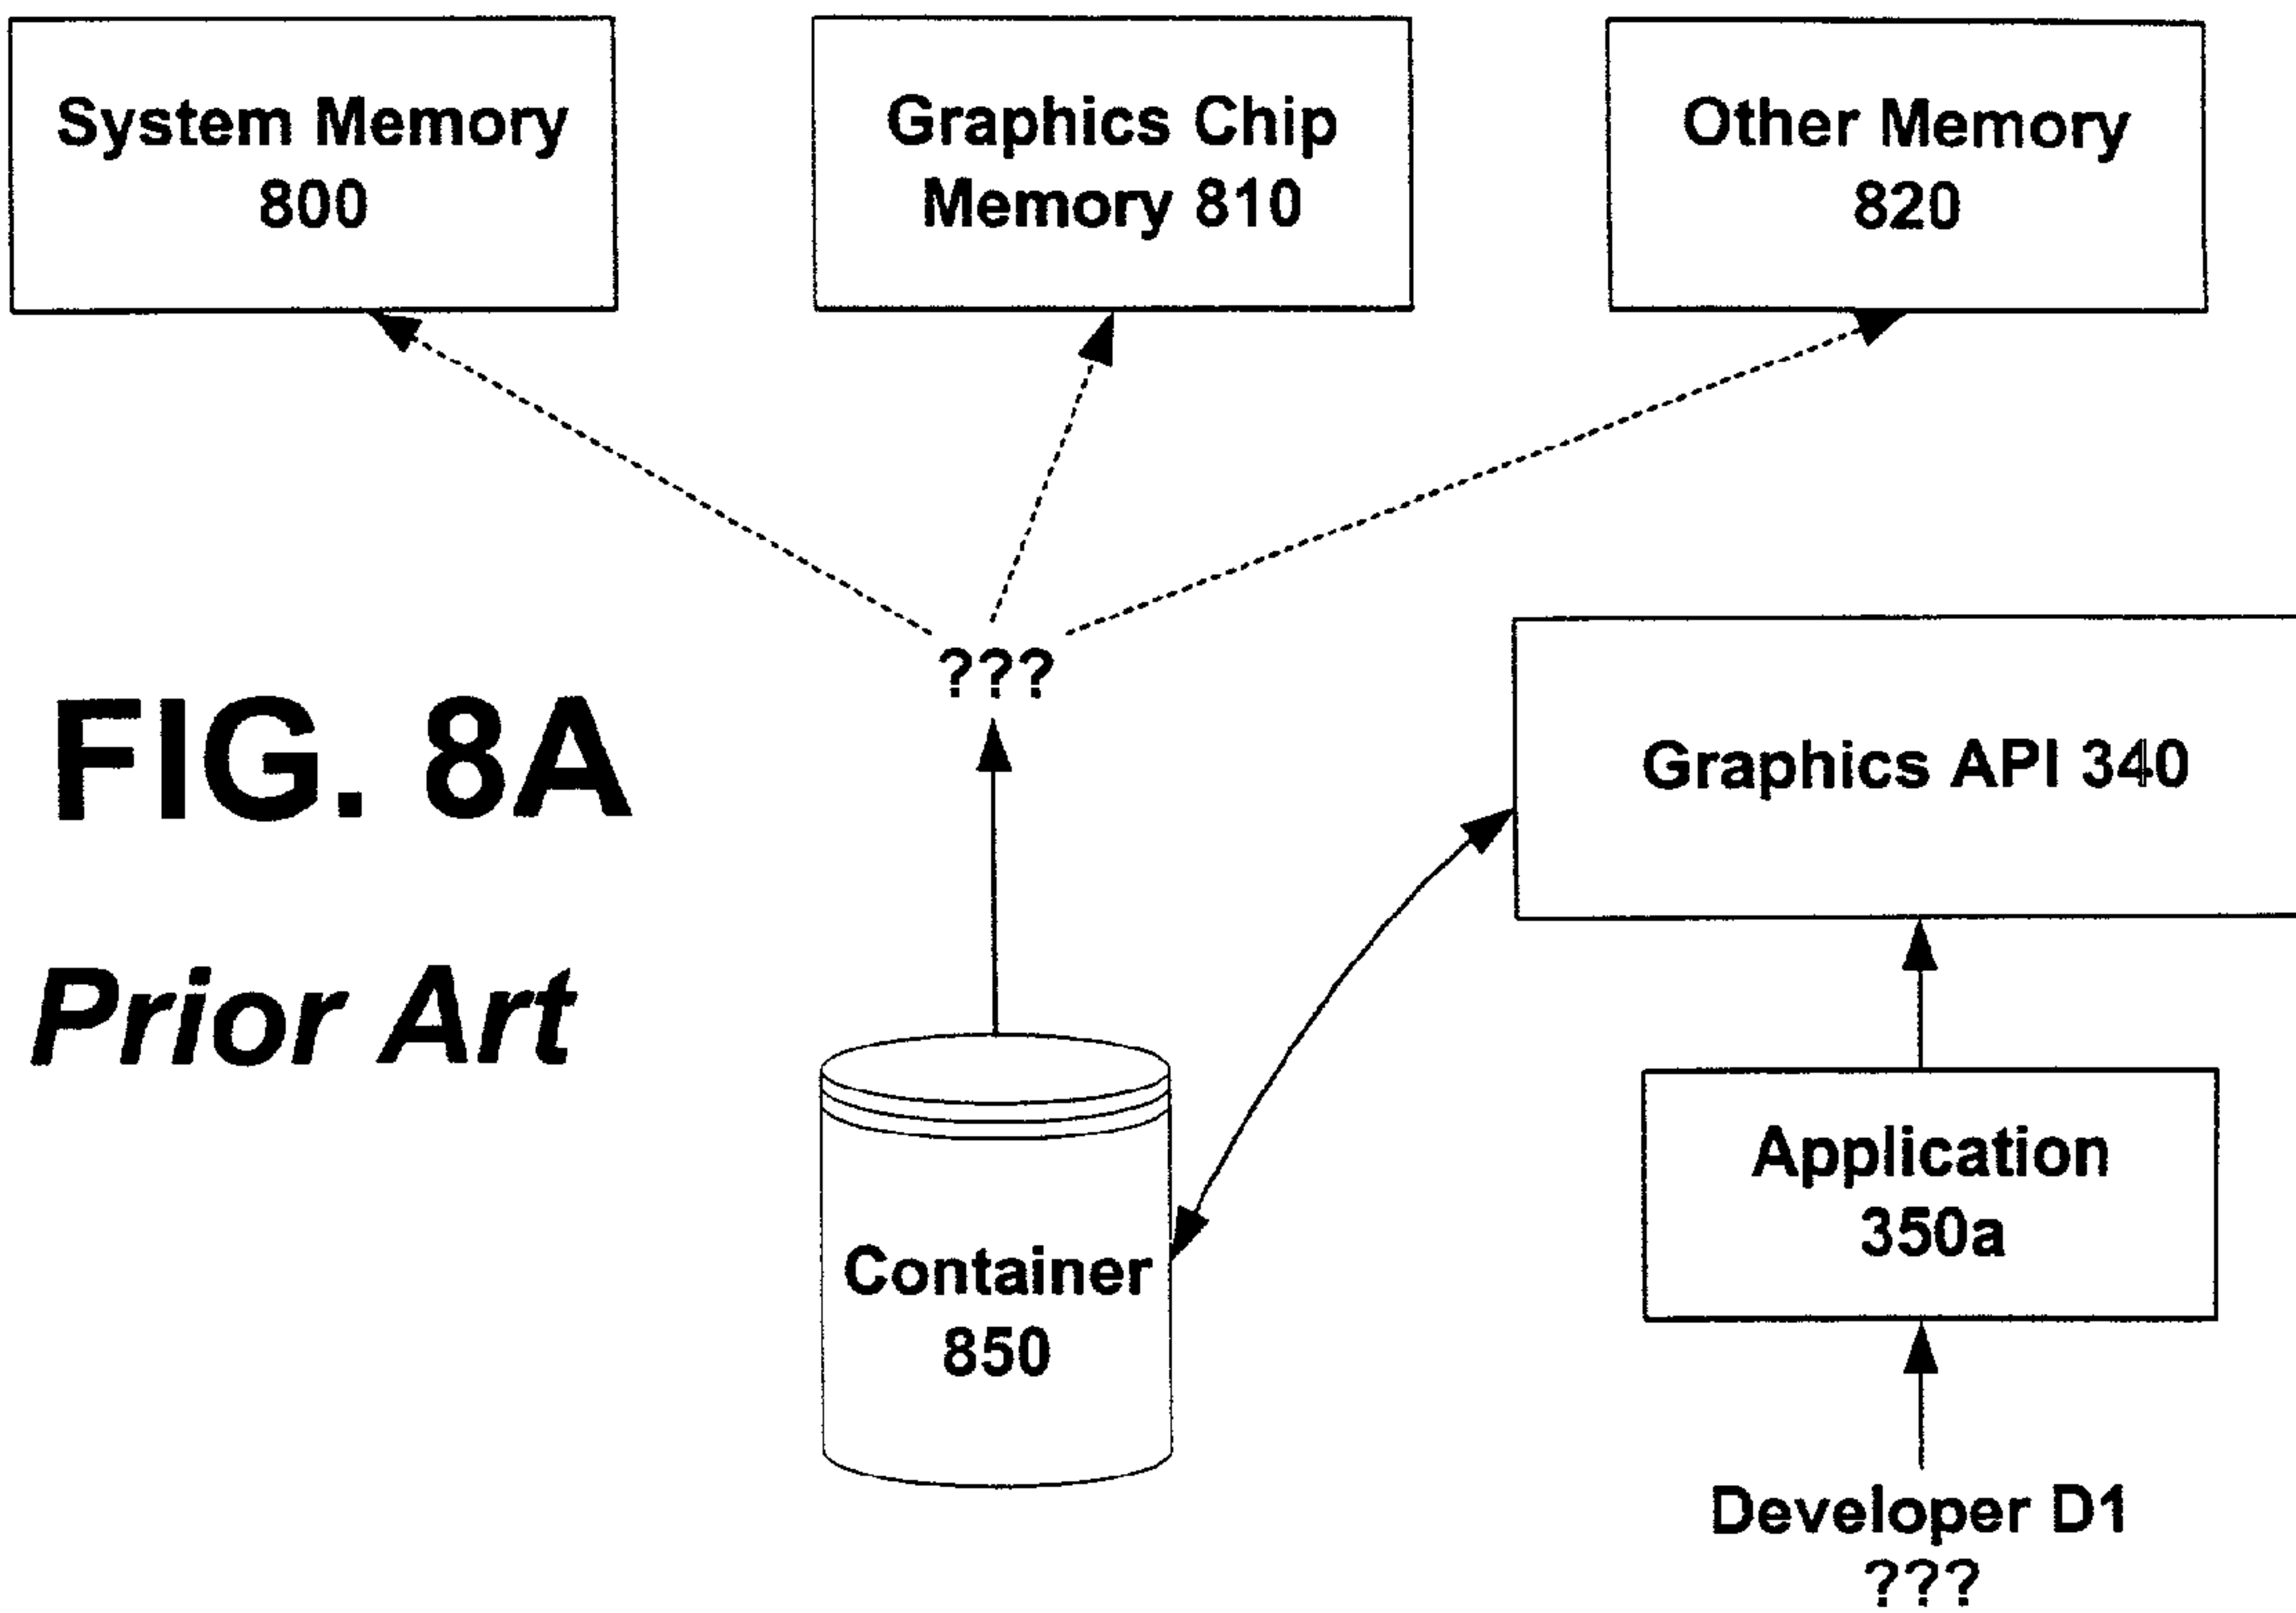 System Memory
800
Graphics Chip
Memory 810
Other Memory
820
???
FIG. 8A
Prior Art
Graphics API 340
Container
850
Application
350a
Developer D1
???